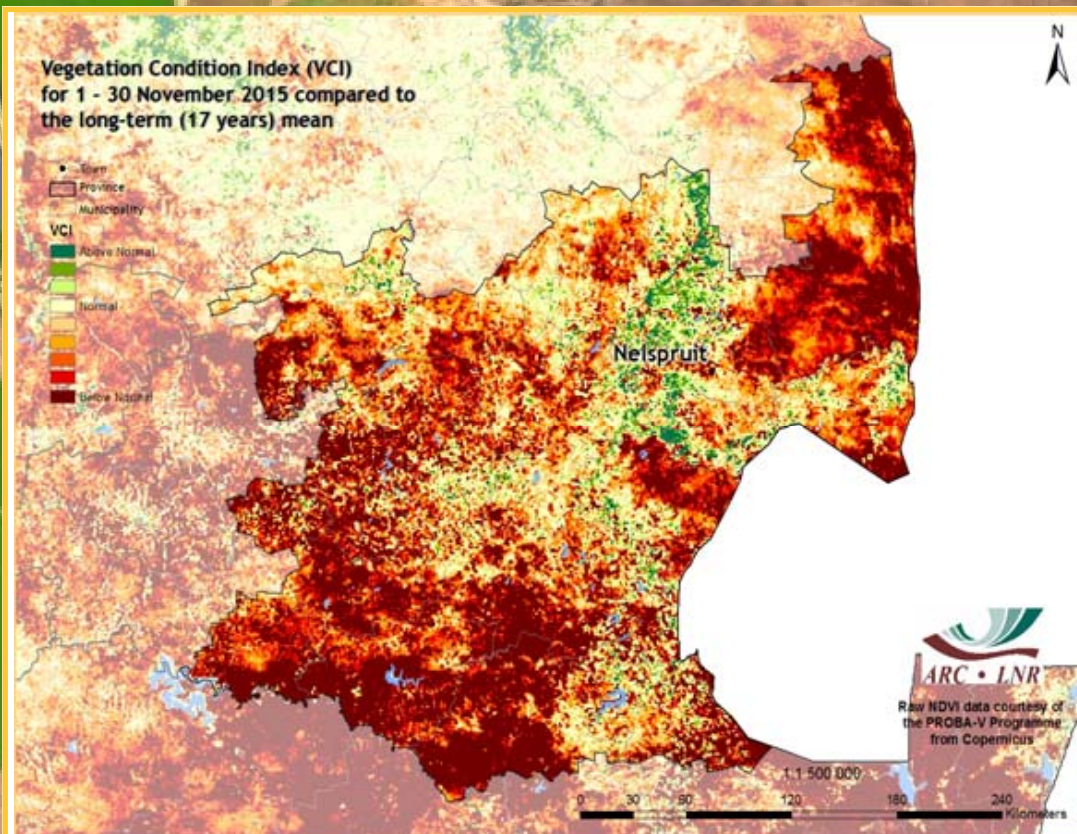 Vegetation Condition Index (VCI)
for 1 - 30 November 2015 compared to
the long-term (17 years) mean
N
Town
Province
Municipality
VCI
Above Normal
Normal
Below Normal
Nelspruit
ARC • LNR
Raw NDVI data courtesy of
the PROBA-V Programme
from Copernicus
1:1 500 000
0 30 60 120 180 240
Kilometers